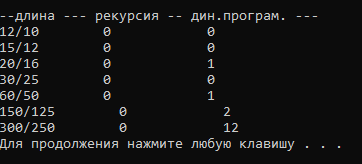 --длина --- рекурсия -- дин.програм. ---
12/10 0 0
15/12 0 0
20/16 0 1
30/25 0 0
60/50 0 1
150/125 0 2
300/250 0 12
Для продолжения нажмите любую клавишу . . .